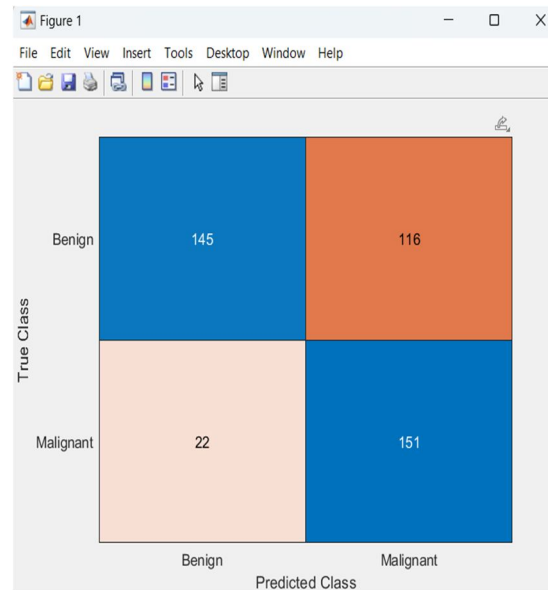 Figure 1
File Edit View Insert Tools Desktop Window Help
Benign 145 116
True Class
Malignant 22 151
Benign Malignant
Predicted Class